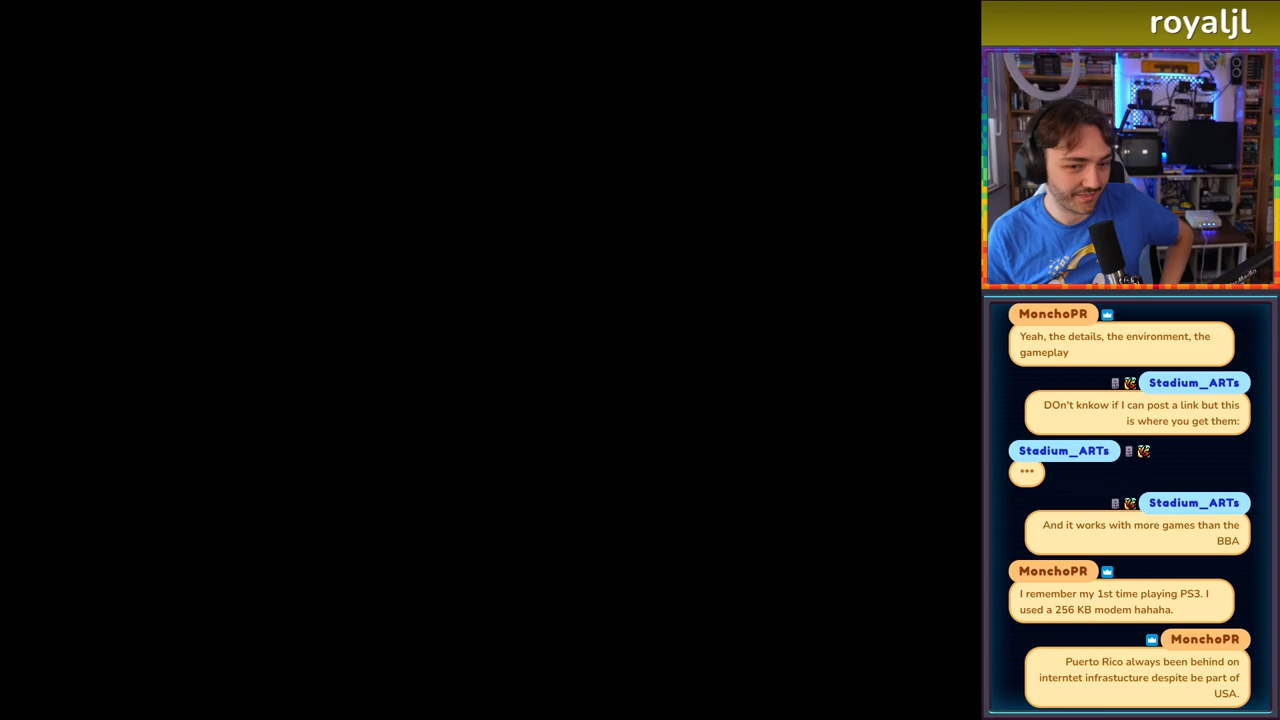 royaljl
MonchoPR
Yeah, the details, the environment, the
gameplay
Stadium_ARTs
DOn't knkow if I can post a link but this
is where you get them:
Stadium_ARTs
***
Stadium_ARTs
And it works with more games than the
BBA
MonchoPR
I remember my 1st time playing PS3. I
used a 256 KB modem hahaha.
MonchoPR
Puerto Rico always been behind on
interntet infrastucture despite be part of
USA.